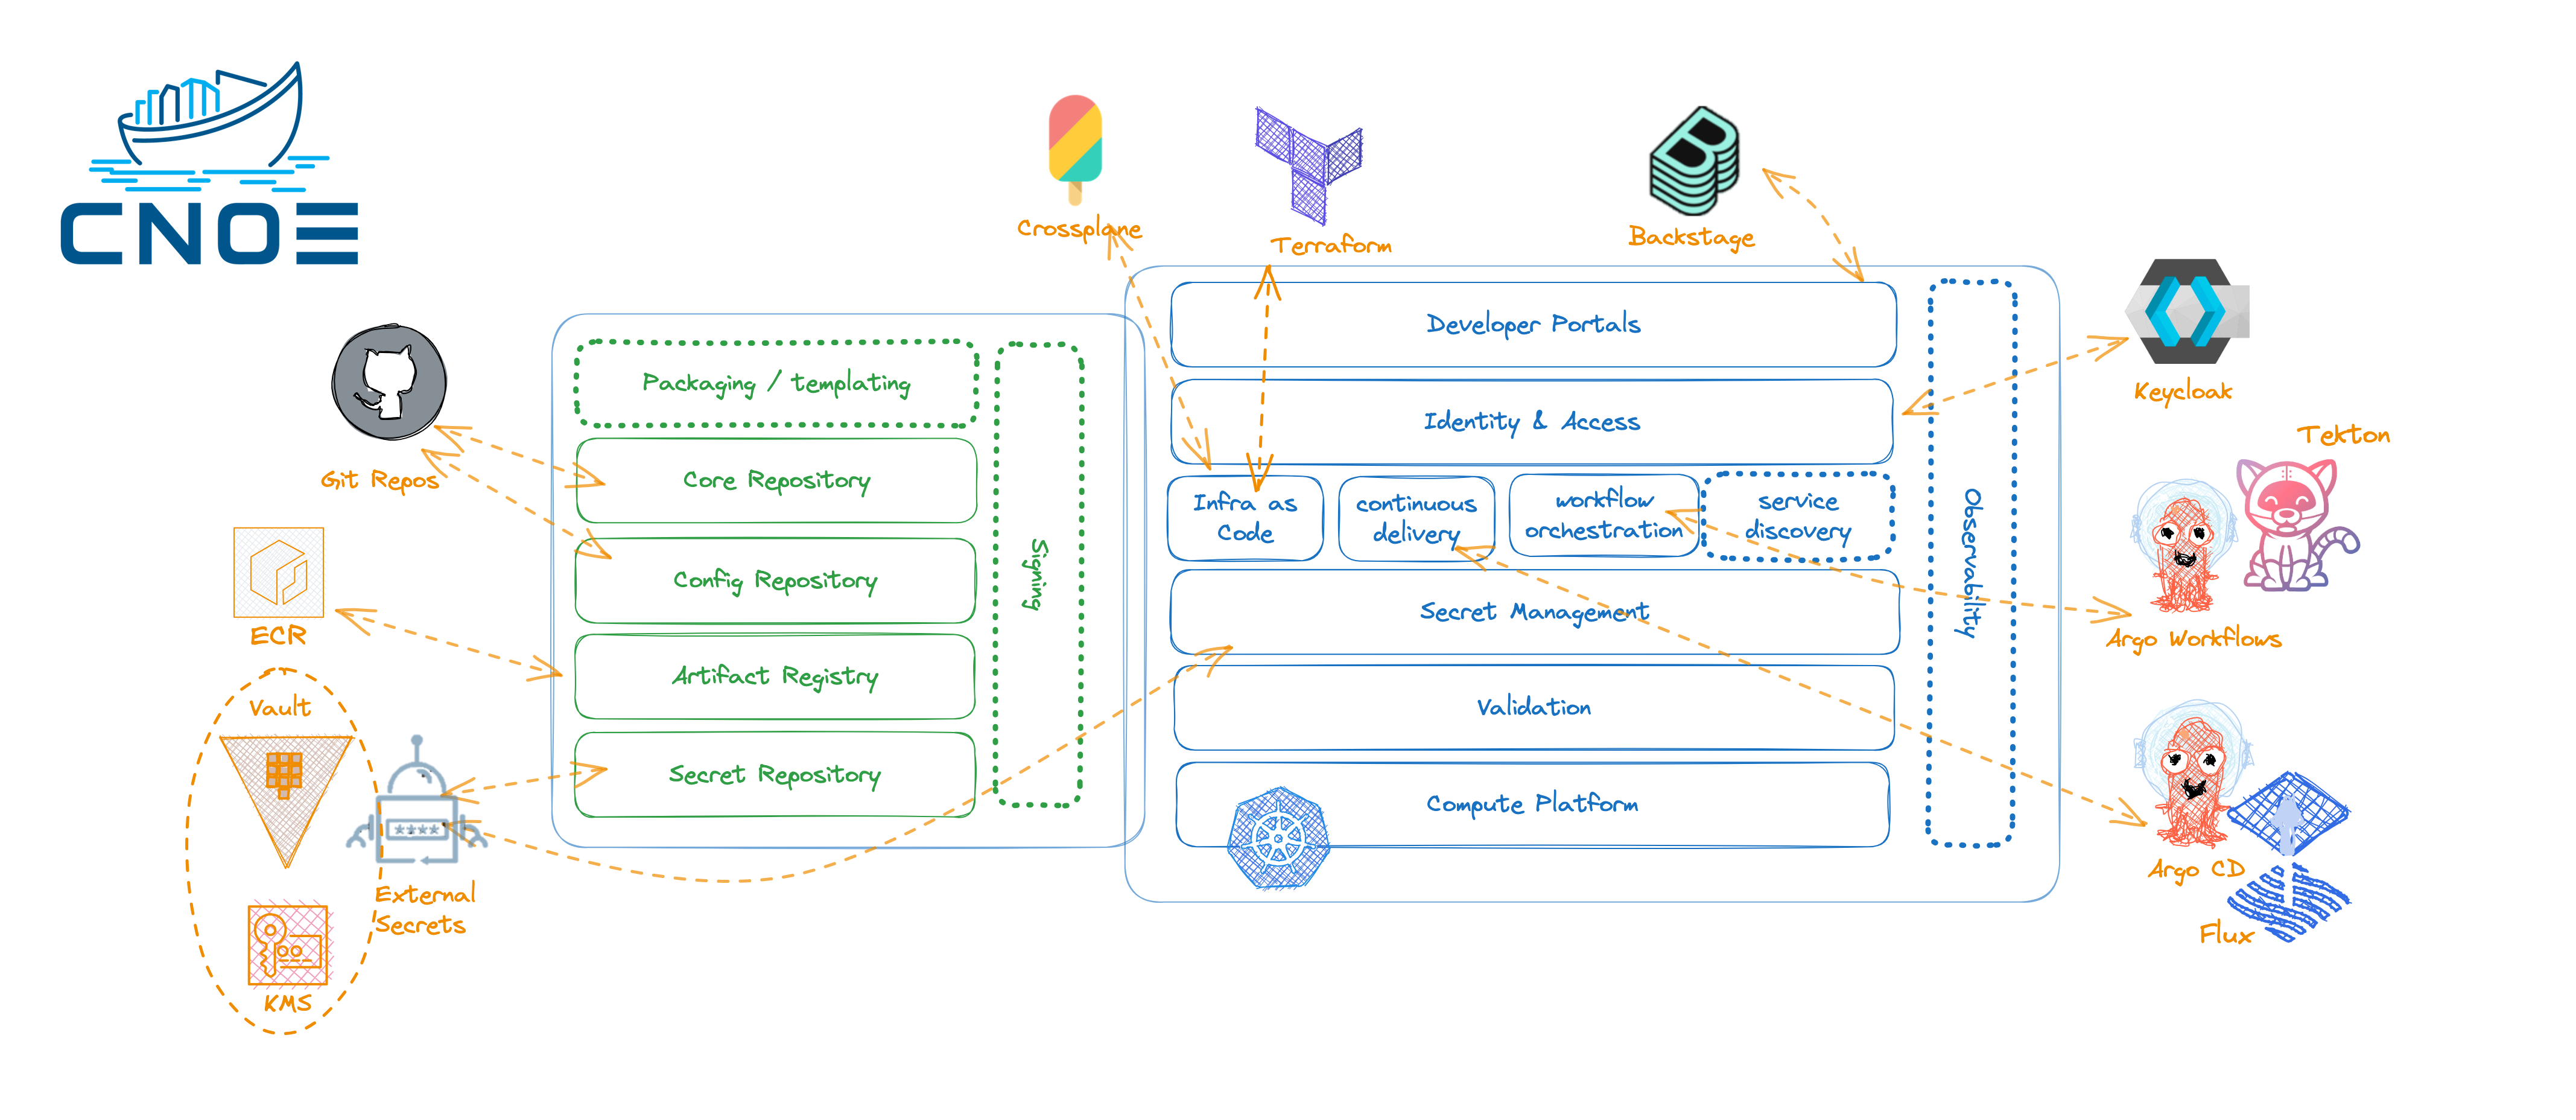 CNOE
Crossplane
Terraform
Backstage
Git Repos
ECR
Vault
KMS
External
Secrets
Packaging / templating
Core Repository
Config Repository
Artifact Registry
Secret Repository
Signing
Developer Portals
Identity & Access
Infra as
Code
continuous
delivery
workflow
orchestration
service
discovery
Secret Management
Validation
Compute Platform
Observability
Keycloak
Tekton
Argo Workflows
Argo CD
Flux
****